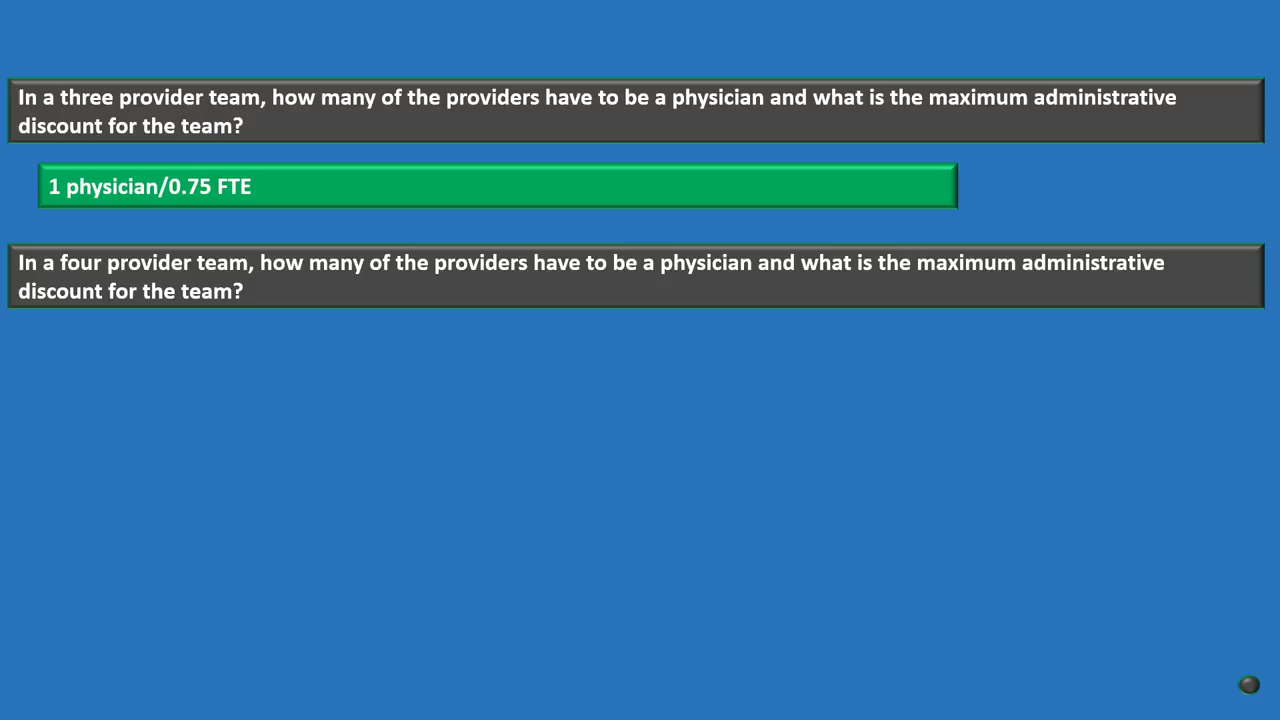 In a three provider team, how many of the providers have to be a physician and what is the maximum administrative
discount for the team?
1 physician/0.75 FTE
In a four provider team, how many of the providers have to be a physician and what is the maximum administrative
discount for the team?